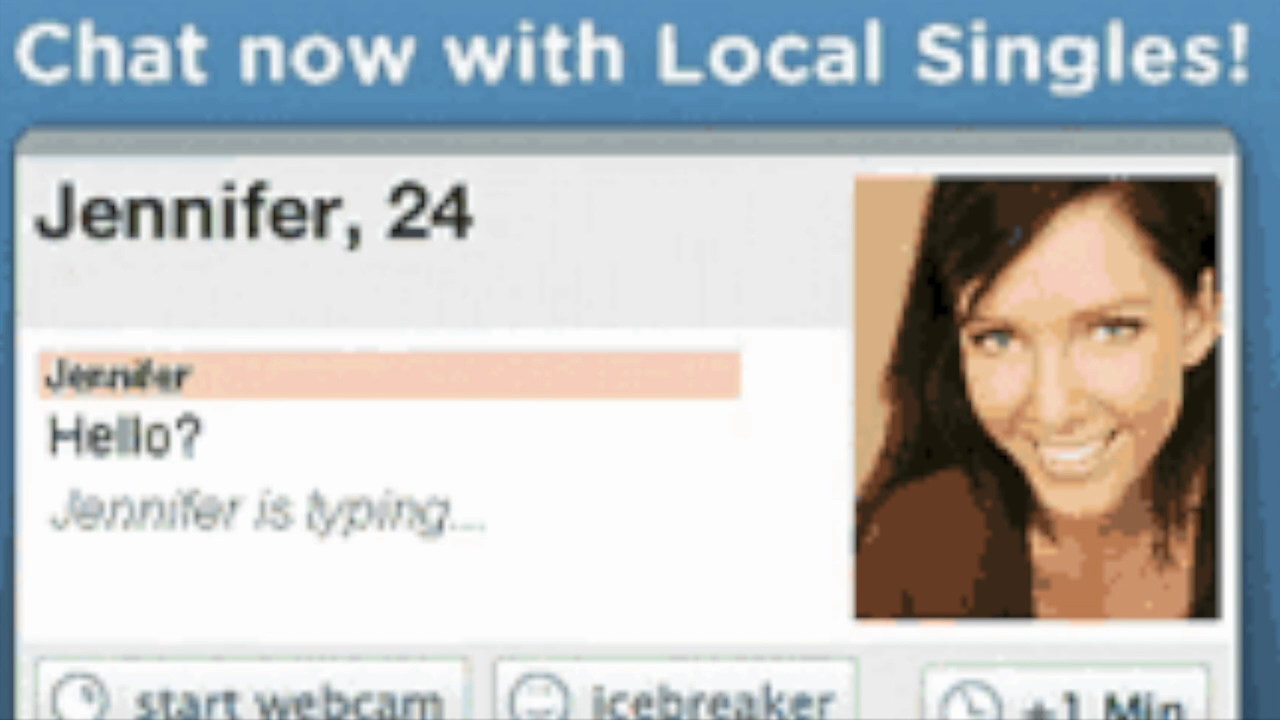 Chat now with Local Singles!
Jennifer, 24
Jennifer
Hello?
Jennifer is typing...
start webcam
icebreaker
+1 Min